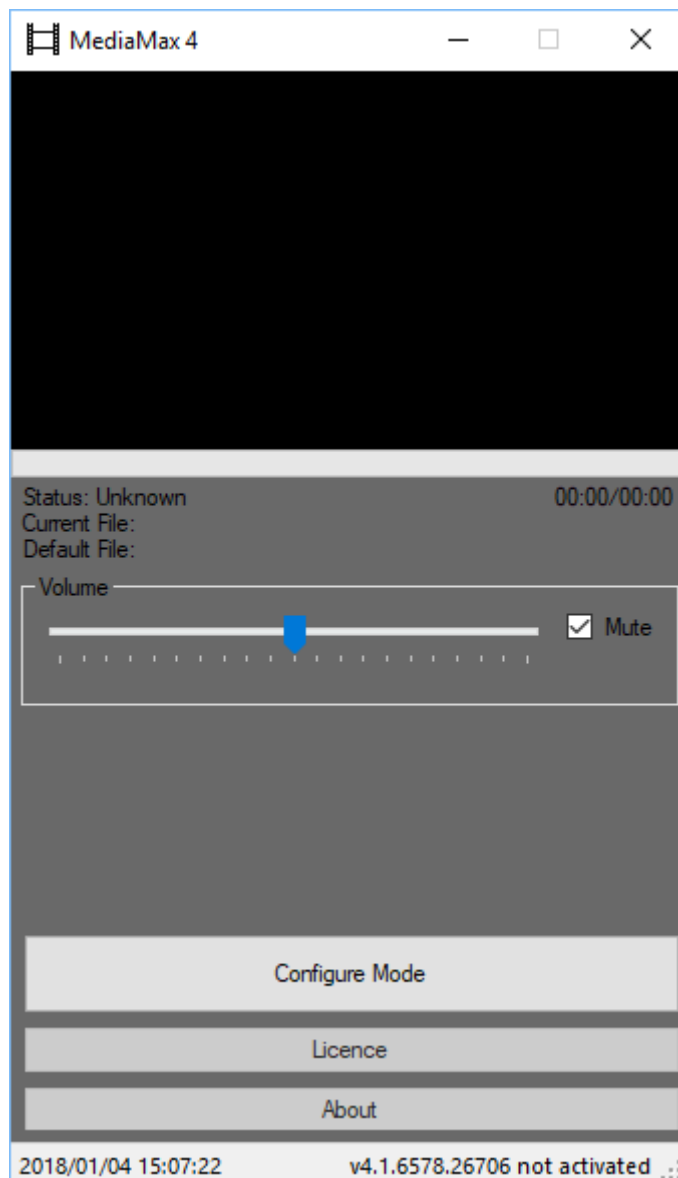 MediaMax 4
Status: Unknown 00:00/00:00
Current File:
Default File:
Volume
Mute
Configure Mode
Licence
About
2018/01/04 15:07:22 v4.1.6578.26706 not activated